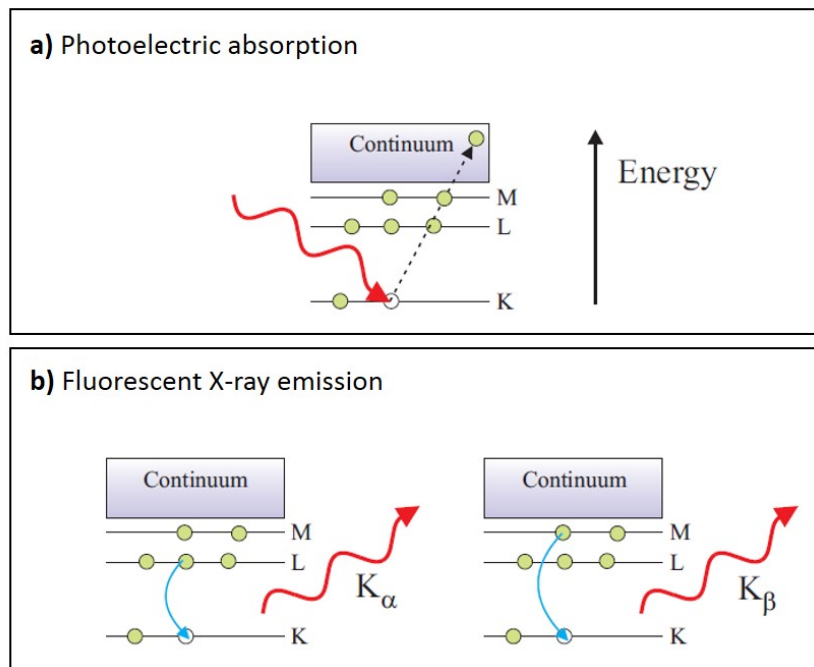 a) Photoelectric absorption
Continuum
Energy
M
L
K
b) Fluorescent X-ray emission
Continuum
M
L
Kα
K
Continuum
M
L
Kβ
K